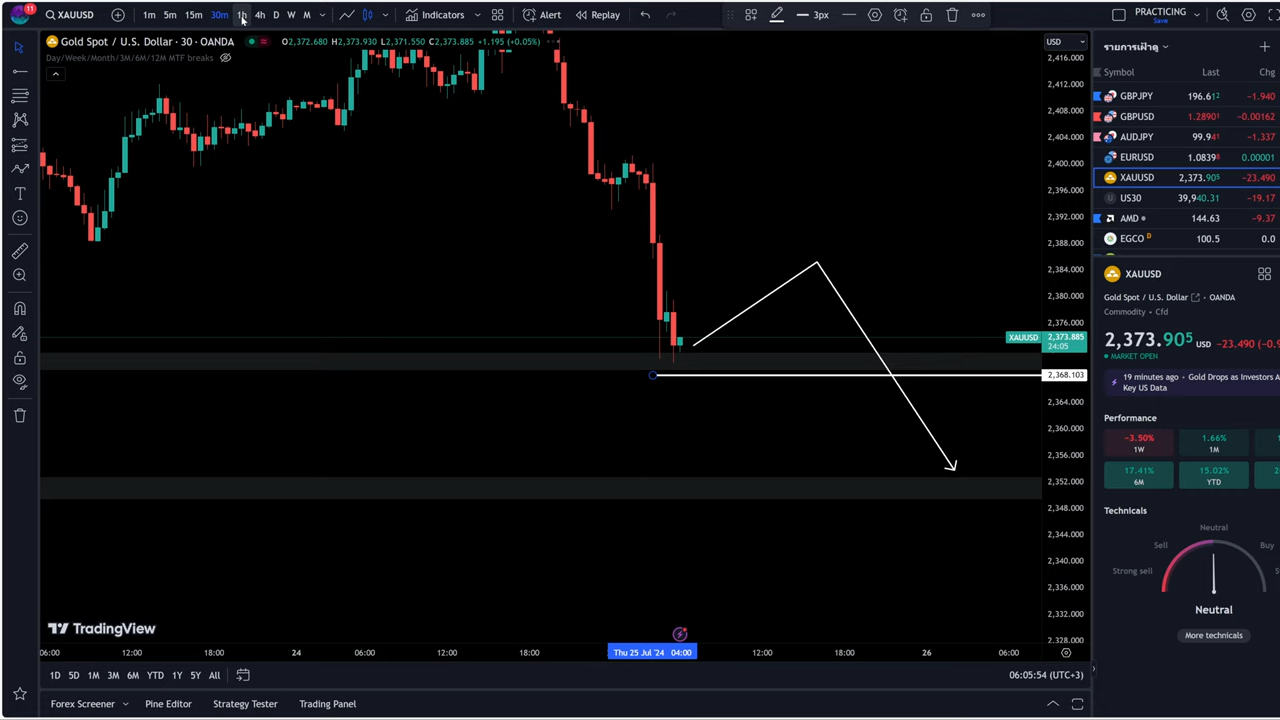 11 XAUUSD 1m 5m 15m 30m 1h 4h D W M Indicators Alert Replay 3px PRACTICING
Save
Gold Spot / U.S. Dollar · 30 · OANDA O2,372.680 H2,373.930 L2,371.550 C2,373.885 +1.195 (+0.05%)
Day/Week/Month/3M/6M/12M MTF breaks
USD
2,416.000
2,412.000
2,408.000
2,404.000
2,400.000
2,396.000
2,392.000
2,388.000
2,384.000
2,380.000
2,376.000
XAUUSD 2,373.885
24:05
2,368.103
2,364.000
2,360.000
2,356.000
2,352.000
2,348.000
2,344.000
2,340.000
2,336.000
2,332.000
2,328.000
TradingView
06:00 12:00 18:00 24 06:00 12:00 18:00 Thu 25 Jul '24 04:00 12:00 18:00 26 06:00
1D 5D 1M 3M 6M YTD 1Y 5Y All 06:05:54 (UTC+3)
Forex Screener Pine Editor Strategy Tester Trading Panel
รายการเฝ้าดู
Symbol Last Chg
GBPJPY 196.612 -1.940
GBPUSD 1.28901 -0.00162
AUDJPY 99.941 -1.337
EURUSD 1.08398 0.00001
XAUUSD 2,373.905 -23.490
US30 39,940.31 -19.17
AMD 144.63 -9.37
EGCO D 100.5 0.0
XAUUSD
Gold Spot / U.S. Dollar · OANDA
Commodity · Cfd
2,373.905 USD -23.490
MARKET OPEN
19 minutes ago · Gold Drops as Investors
Key US Data
Performance
-3.50% 1.66%
1W 1M
17.41% 15.02%
6M YTD
Technicals
Neutral
Sell Buy
Strong sell
Neutral
More technicals